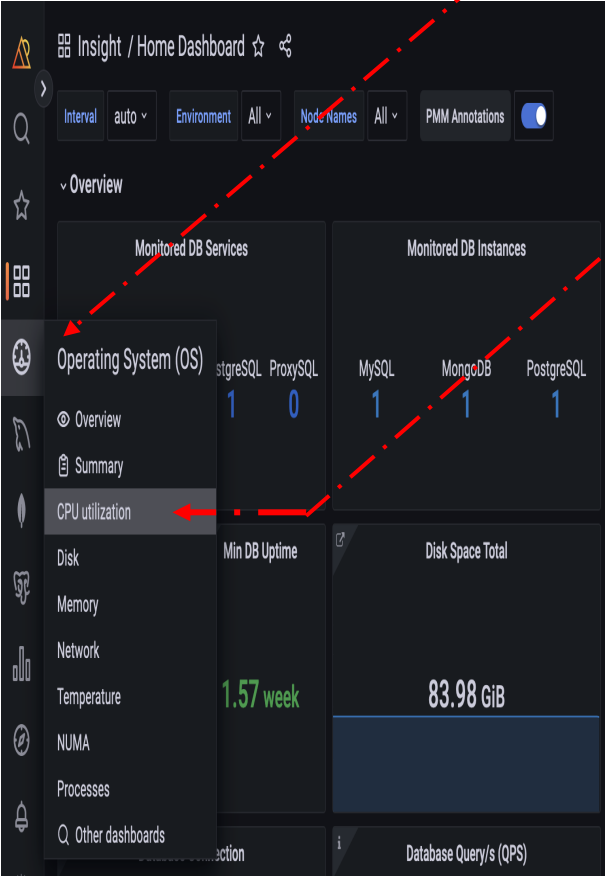 Insight / Home Dashboard
Interval auto Environment All Node Names All PMM Annotations
Overview
Monitored DB Services
Monitored DB Instances
Operating System (OS)
stgreSQL ProxySQL
1 0
MySQL MongoDB PostgreSQL
1 1 1
Overview
Summary
CPU utilization
Disk
Memory
Network
Temperature
NUMA
Processes
Other dashboards
Min DB Uptime
1.57 week
Disk Space Total
83.98 GiB
i
Database Query/s (QPS)